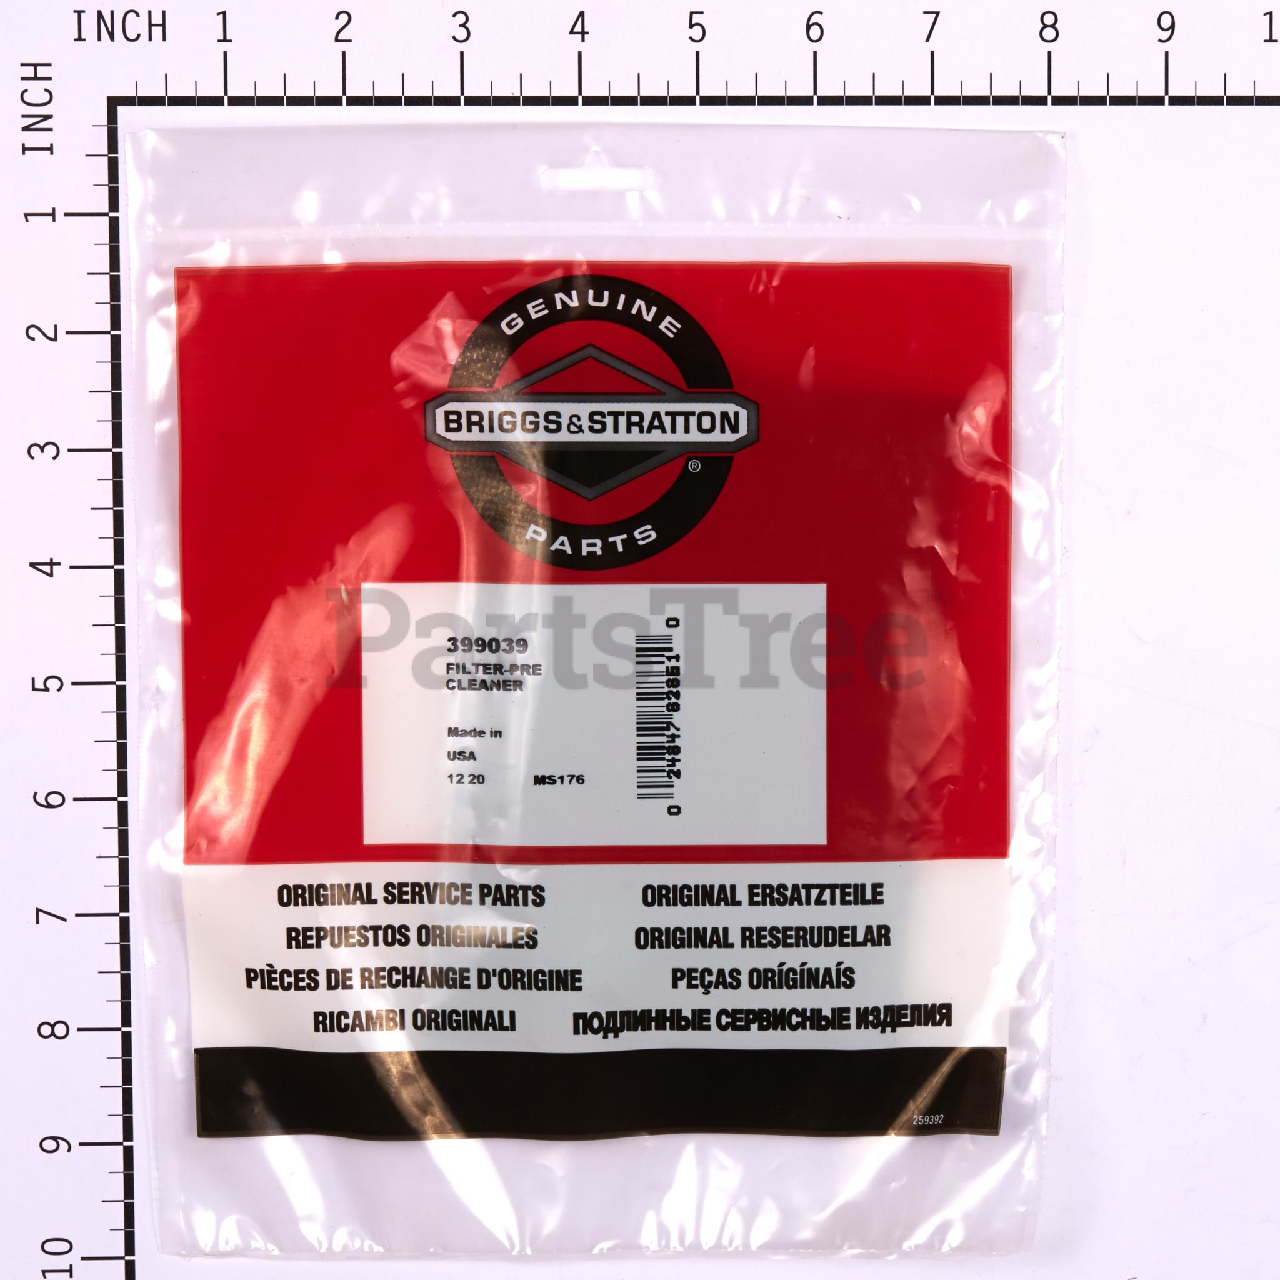 INCH 1 2 3 4 5 6 7 8 9 1
INCH
1
2
3
4
5
6
7
8
9
10
GENUINE
BRIGGS&STRATTON
®
PARTS
PartsTree
399039
FILTER-PRE
CLEANER
Made in
USA
12 20 MS176
0 24847 82851 0
ORIGINAL SERVICE PARTS
ORIGINAL ERSATZTEILE
REPUESTOS ORIGINALES
ORIGINAL RESERUDELAR
PIÈCES DE RECHANGE D'ORIGINE
PEÇAS ORÍGÍNAÍS
RICAMBI ORIGINALI
ПОДЛИННЫЕ СЕРВИСНЫЕ ИЗДЕЛИЯ
259392